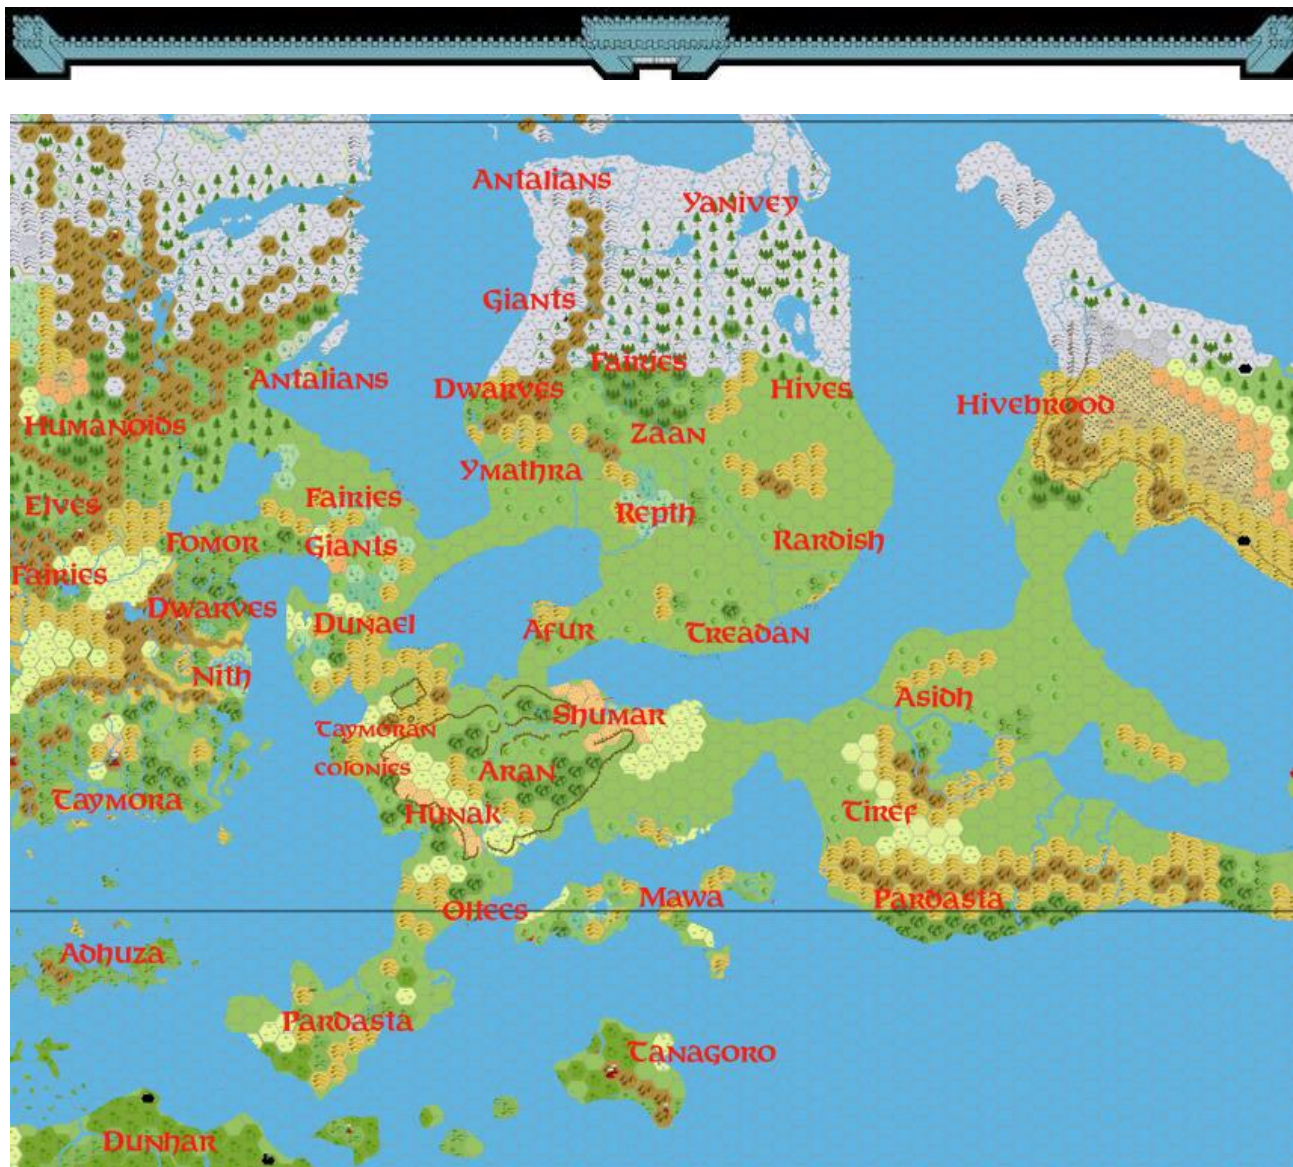 Antalians
Yanivey
Giants
Fairies
Antalians
Dwarves
Hives
Hivebrood
Humanoids
Zaan
Ymathra
Fairies
Elves
Repth
Fomor
Giants
Rardish
Fairies
Dwarves
Dunael
Afur
Treadan
Nith
Asidh
Shumar
Taymoran
colonies
Aran
Taymora
Hunak
Tiref
Mawa
Pardasta
Oltecs
Adhuza
Pardasta
Tanagoro
Dunhar